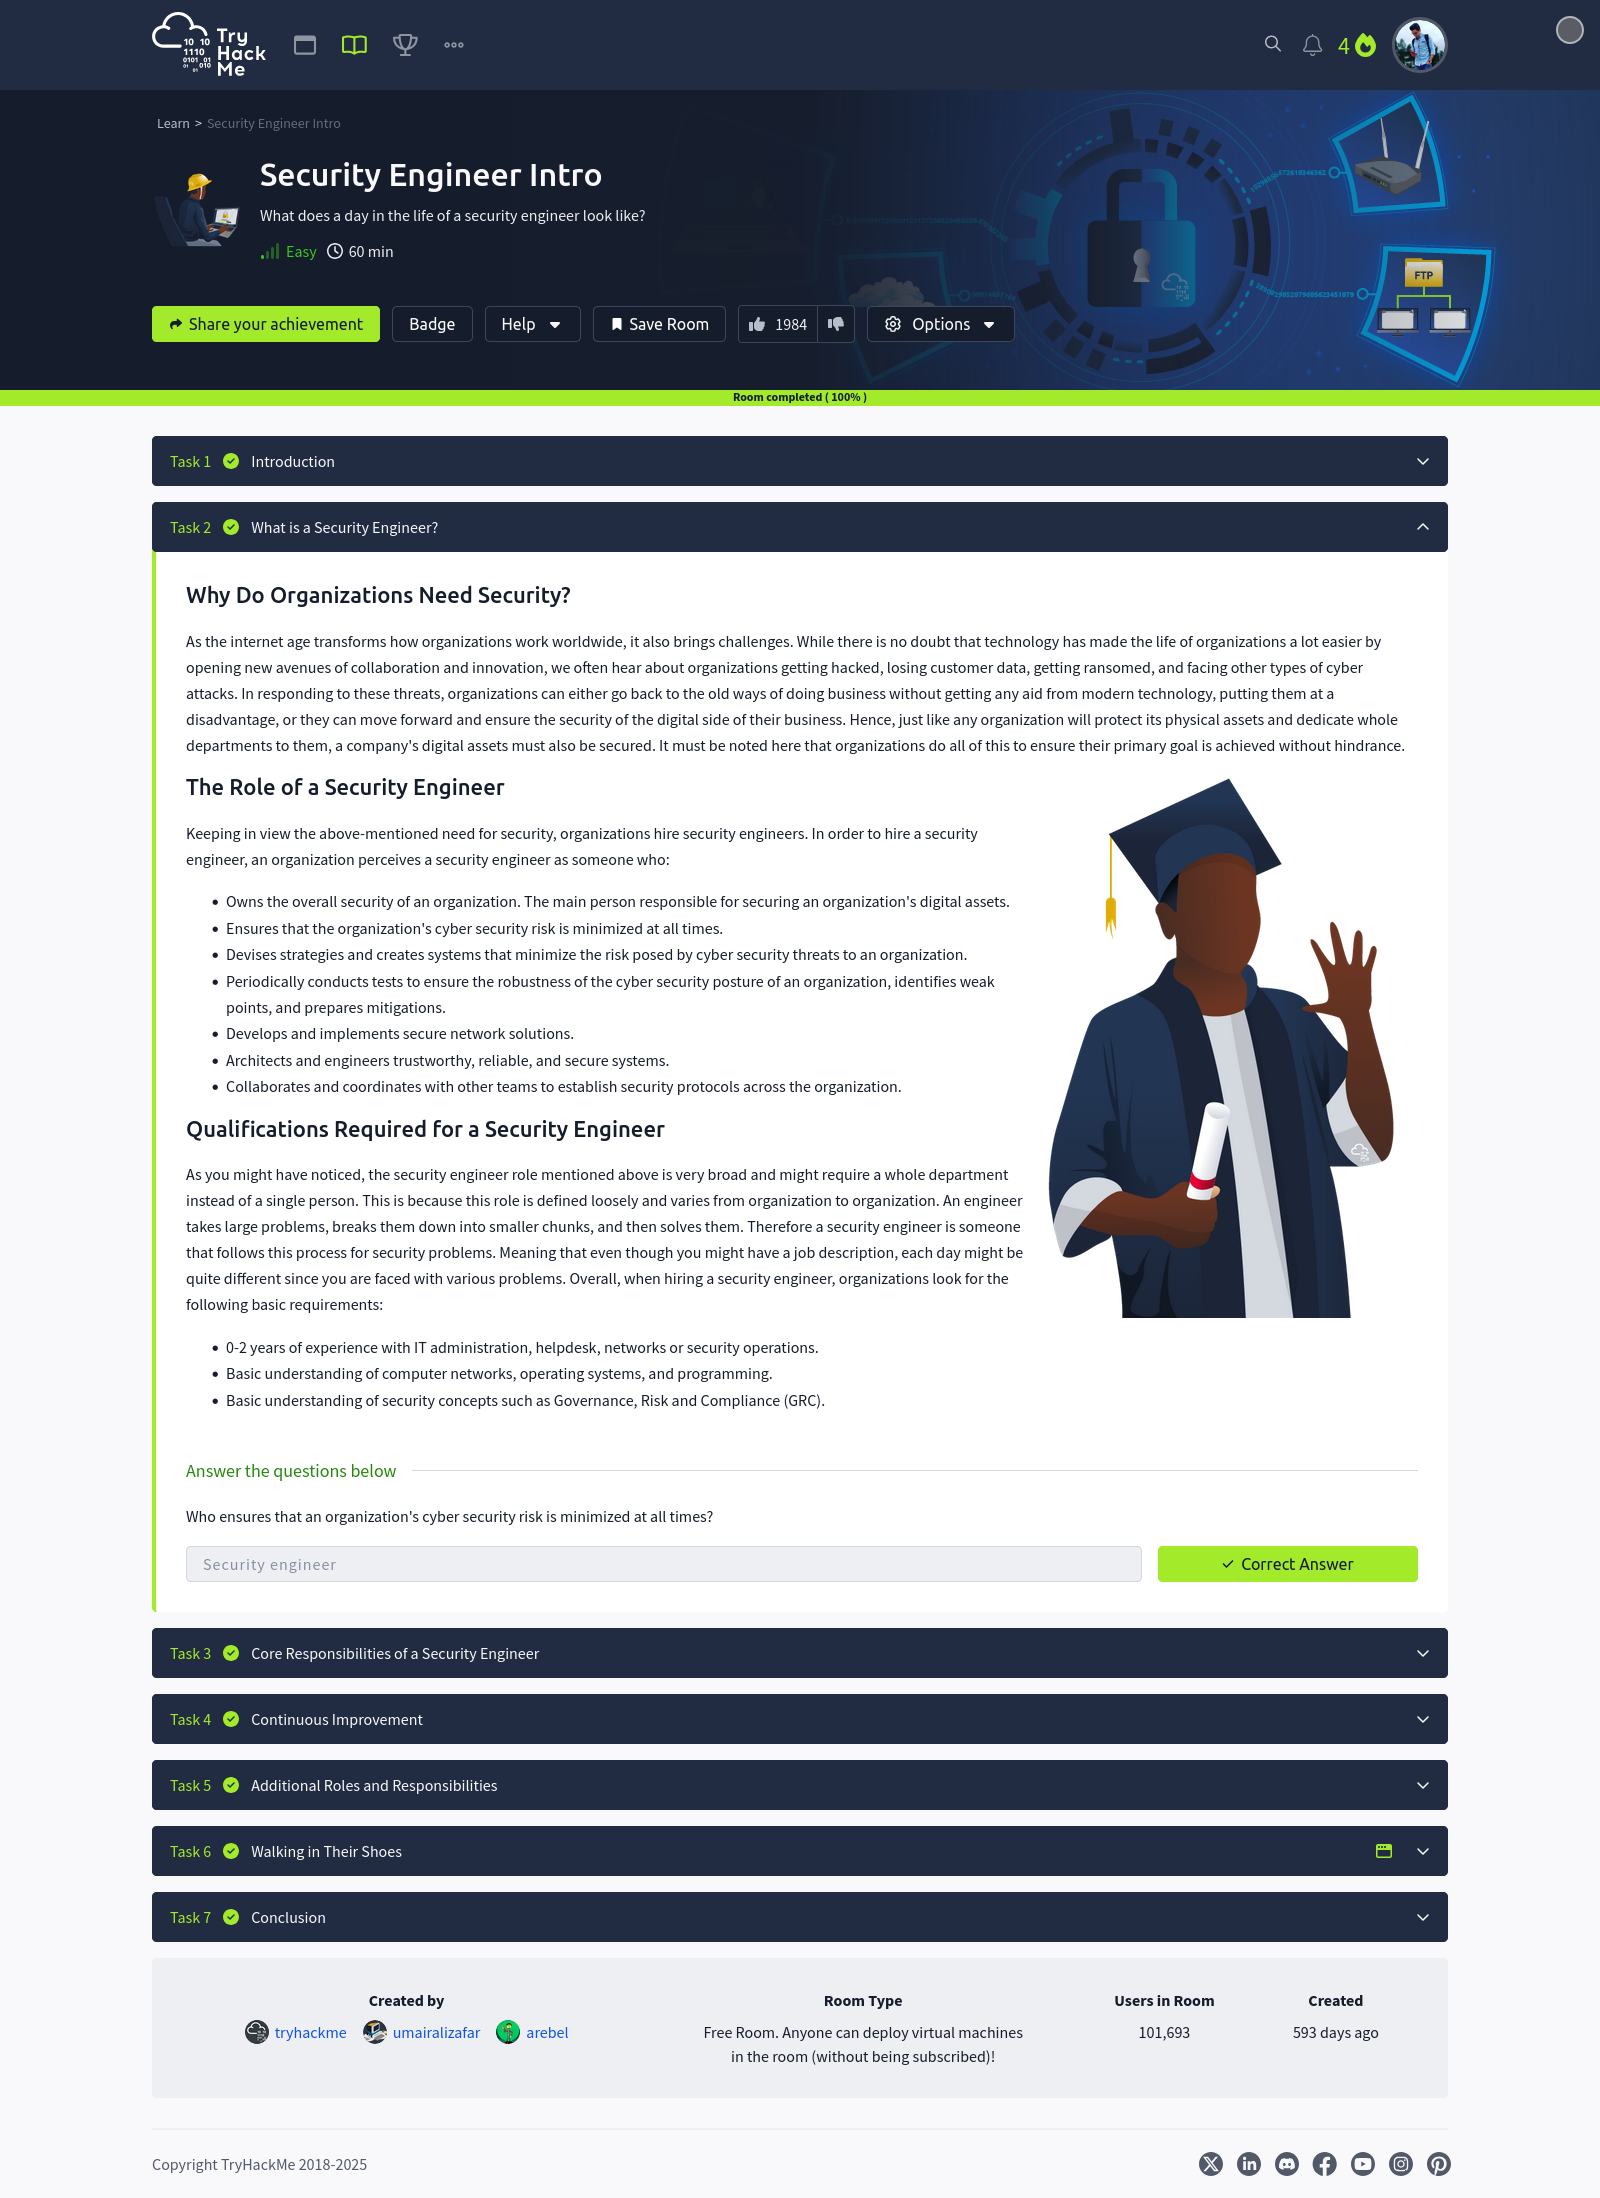 Try
Hack
Me
4
Learn > Security Engineer Intro
Security Engineer Intro
What does a day in the life of a security engineer look like?
Easy 60 min
FTP
Share your achievement Badge Help Save Room 1984 Options
Room completed ( 100% )
Task 1 Introduction
Task 2 What is a Security Engineer?
Why Do Organizations Need Security?
As the internet age transforms how organizations work worldwide, it also brings challenges. While there is no doubt that technology has made the life of organizations a lot easier by
opening new avenues of collaboration and innovation, we often hear about organizations getting hacked, losing customer data, getting ransomed, and facing other types of cyber
attacks. In responding to these threats, organizations can either go back to the old ways of doing business without getting any aid from modern technology, putting them at a
disadvantage, or they can move forward and ensure the security of the digital side of their business. Hence, just like any organization will protect its physical assets and dedicate whole
departments to them, a company's digital assets must also be secured. It must be noted here that organizations do all of this to ensure their primary goal is achieved without hindrance.
The Role of a Security Engineer
Keeping in view the above-mentioned need for security, organizations hire security engineers. In order to hire a security
engineer, an organization perceives a security engineer as someone who:
• Owns the overall security of an organization. The main person responsible for securing an organization's digital assets.
• Ensures that the organization's cyber security risk is minimized at all times.
• Devises strategies and creates systems that minimize the risk posed by cyber security threats to an organization.
• Periodically conducts tests to ensure the robustness of the cyber security posture of an organization, identifies weak
points, and prepares mitigations.
• Develops and implements secure network solutions.
• Architects and engineers trustworthy, reliable, and secure systems.
• Collaborates and coordinates with other teams to establish security protocols across the organization.
Qualifications Required for a Security Engineer
As you might have noticed, the security engineer role mentioned above is very broad and might require a whole department
instead of a single person. This is because this role is defined loosely and varies from organization to organization. An engineer
takes large problems, breaks them down into smaller chunks, and then solves them. Therefore a security engineer is someone
that follows this process for security problems. Meaning that even though you might have a job description, each day might be
quite different since you are faced with various problems. Overall, when hiring a security engineer, organizations look for the
following basic requirements:
• 0-2 years of experience with IT administration, helpdesk, networks or security operations.
• Basic understanding of computer networks, operating systems, and programming.
• Basic understanding of security concepts such as Governance, Risk and Compliance (GRC).
Answer the questions below
Who ensures that an organization's cyber security risk is minimized at all times?
Security engineer Correct Answer
Task 3 Core Responsibilities of a Security Engineer
Task 4 Continuous Improvement
Task 5 Additional Roles and Responsibilities
Task 6 Walking in Their Shoes
Task 7 Conclusion
Created by Room Type Users in Room Created
tryhackme umairalizafar arebel Free Room. Anyone can deploy virtual machines 101,693 593 days ago
in the room (without being subscribed)!
Copyright TryHackMe 2018-2025